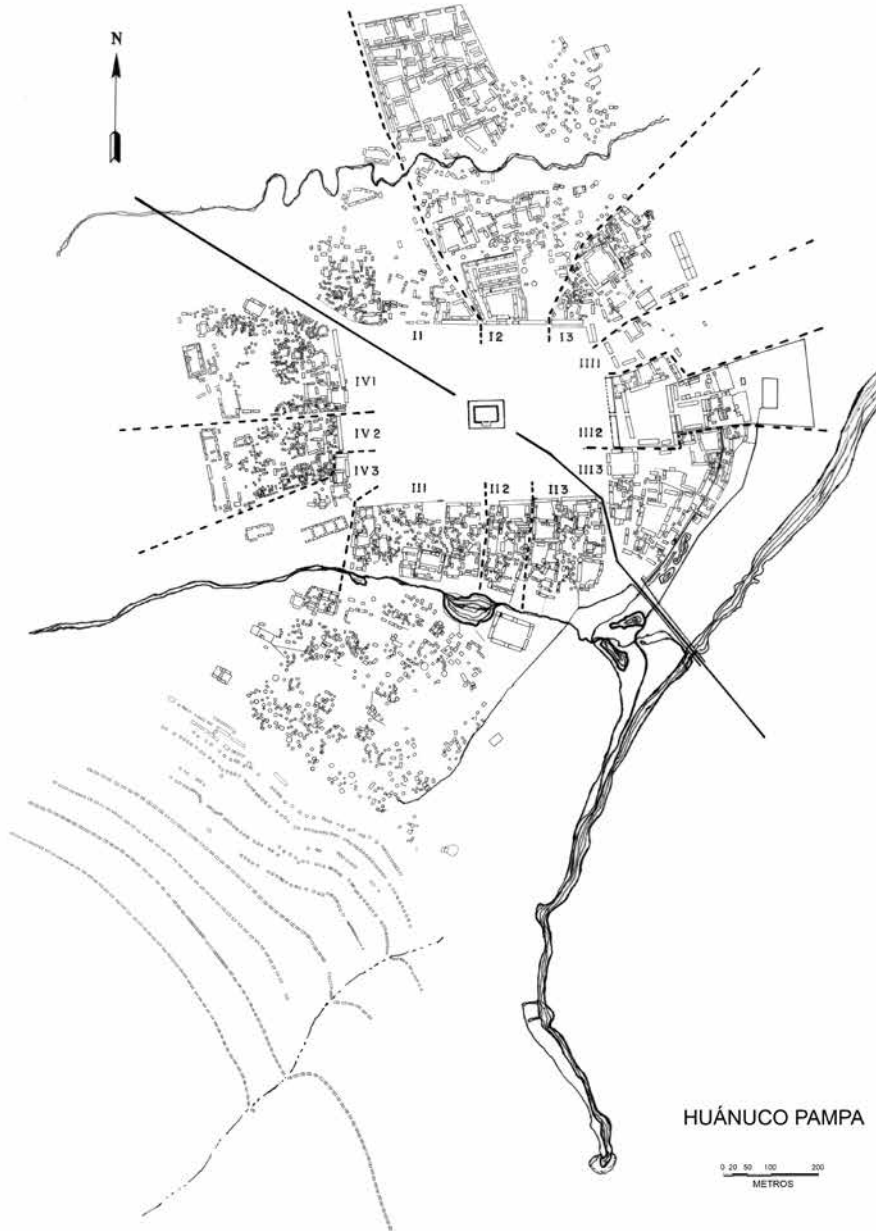 N
I1 I2 I3
III1
IV1
IV2 III2
IV3 III3
II1 II2 II3
HUÁNUCO PAMPA
0 20 50 100 200
METROS